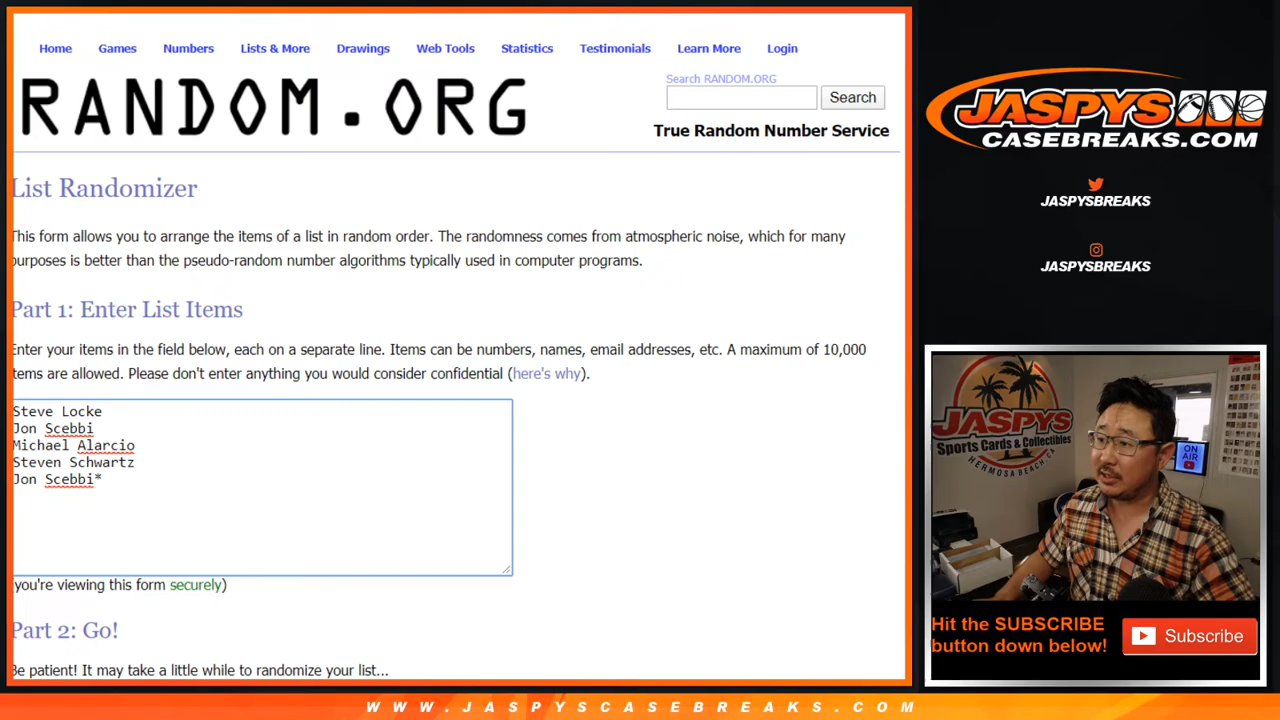 Home Games Numbers Lists & More Drawings Web Tools Statistics Testimonials Learn More Login
RANDOM.ORG
Search RANDOM.ORG
Search
True Random Number Service
List Randomizer
This form allows you to arrange the items of a list in random order. The randomness comes from atmospheric noise, which for many
purposes is better than the pseudo-random number algorithms typically used in computer programs.
Part 1: Enter List Items
Enter your items in the field below, each on a separate line. Items can be numbers, names, email addresses, etc. A maximum of 10,000
items are allowed. Please don't enter anything you would consider confidential (here's why).
Steve Locke
Jon Scebbi
Michael Alarcio
Steven Schwartz
Jon Scebbi*
(you're viewing this form securely)
Part 2: Go!
Be patient! It may take a little while to randomize your list...
JASPYS
CASEBREAKS.COM
JASPYSBREAKS
JASPYSBREAKS
JASPYS
Sports Cards & Collectibles
HERMOSA BEACH, CA
ON
AIR
Hit the SUBSCRIBE
button down below!
Subscribe
WWW.JASPYSCASEBREAKS.COM